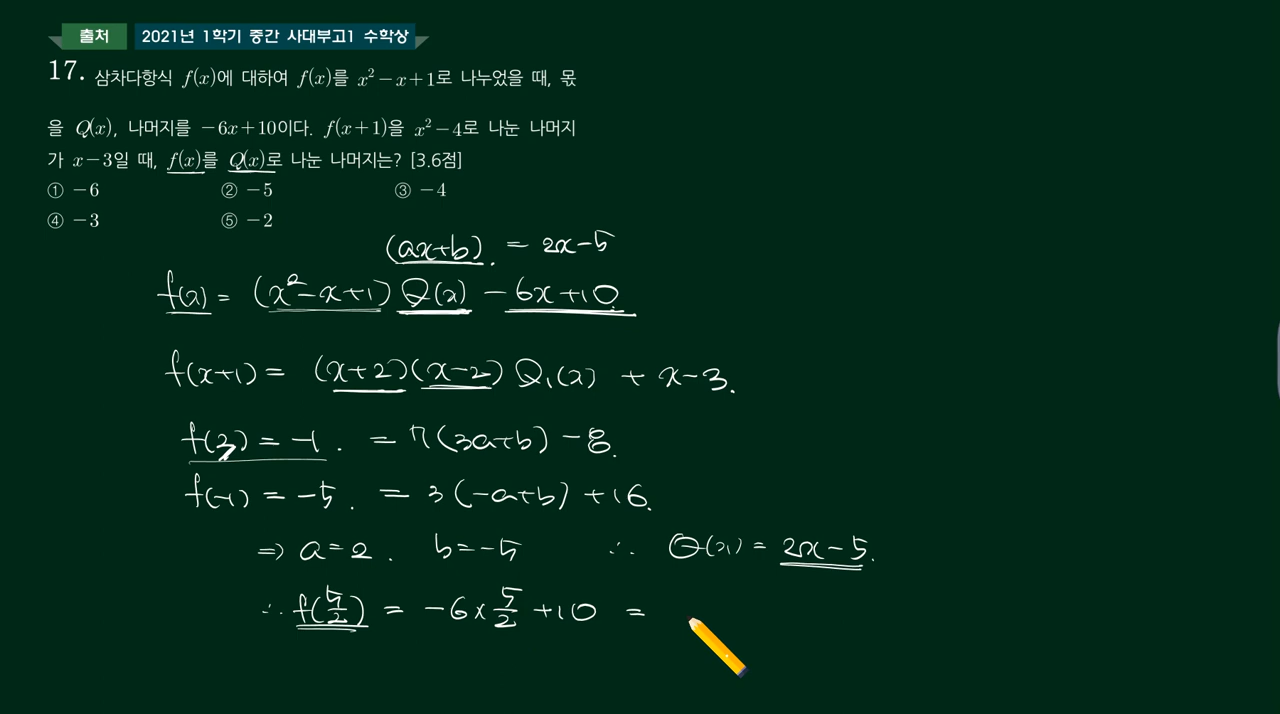 출처 2021년 1학기 중간 사대부고1 수학상
17. 삼차다항식 f(x)에 대하여 f(x)를 x²−x+1로 나누었을 때, 몫
을 Q(x), 나머지를 −6x+10이다. f(x+1)을 x²−4로 나눈 나머지
가 x−3일 때, f(x)를 Q(x)로 나눈 나머지는? [3.6점]
① −6 ② −5 ③ −4
④ −3 ⑤ −2
(ax+b). = 2x−5
f(x) = (x²−x+1) Q(x) − 6x+10.
f(x+1) = (x+2)(x−2) Q₁(x) + x−3.
f(3) = −1. = 7(3a+b) −8.
f(−1) = −5. = 3(−a+b) +16.
⇒ a=2. b=−5 ∴ Q(x) = 2x−5.
∴ f(5/2) = −6×5/2 +10 =